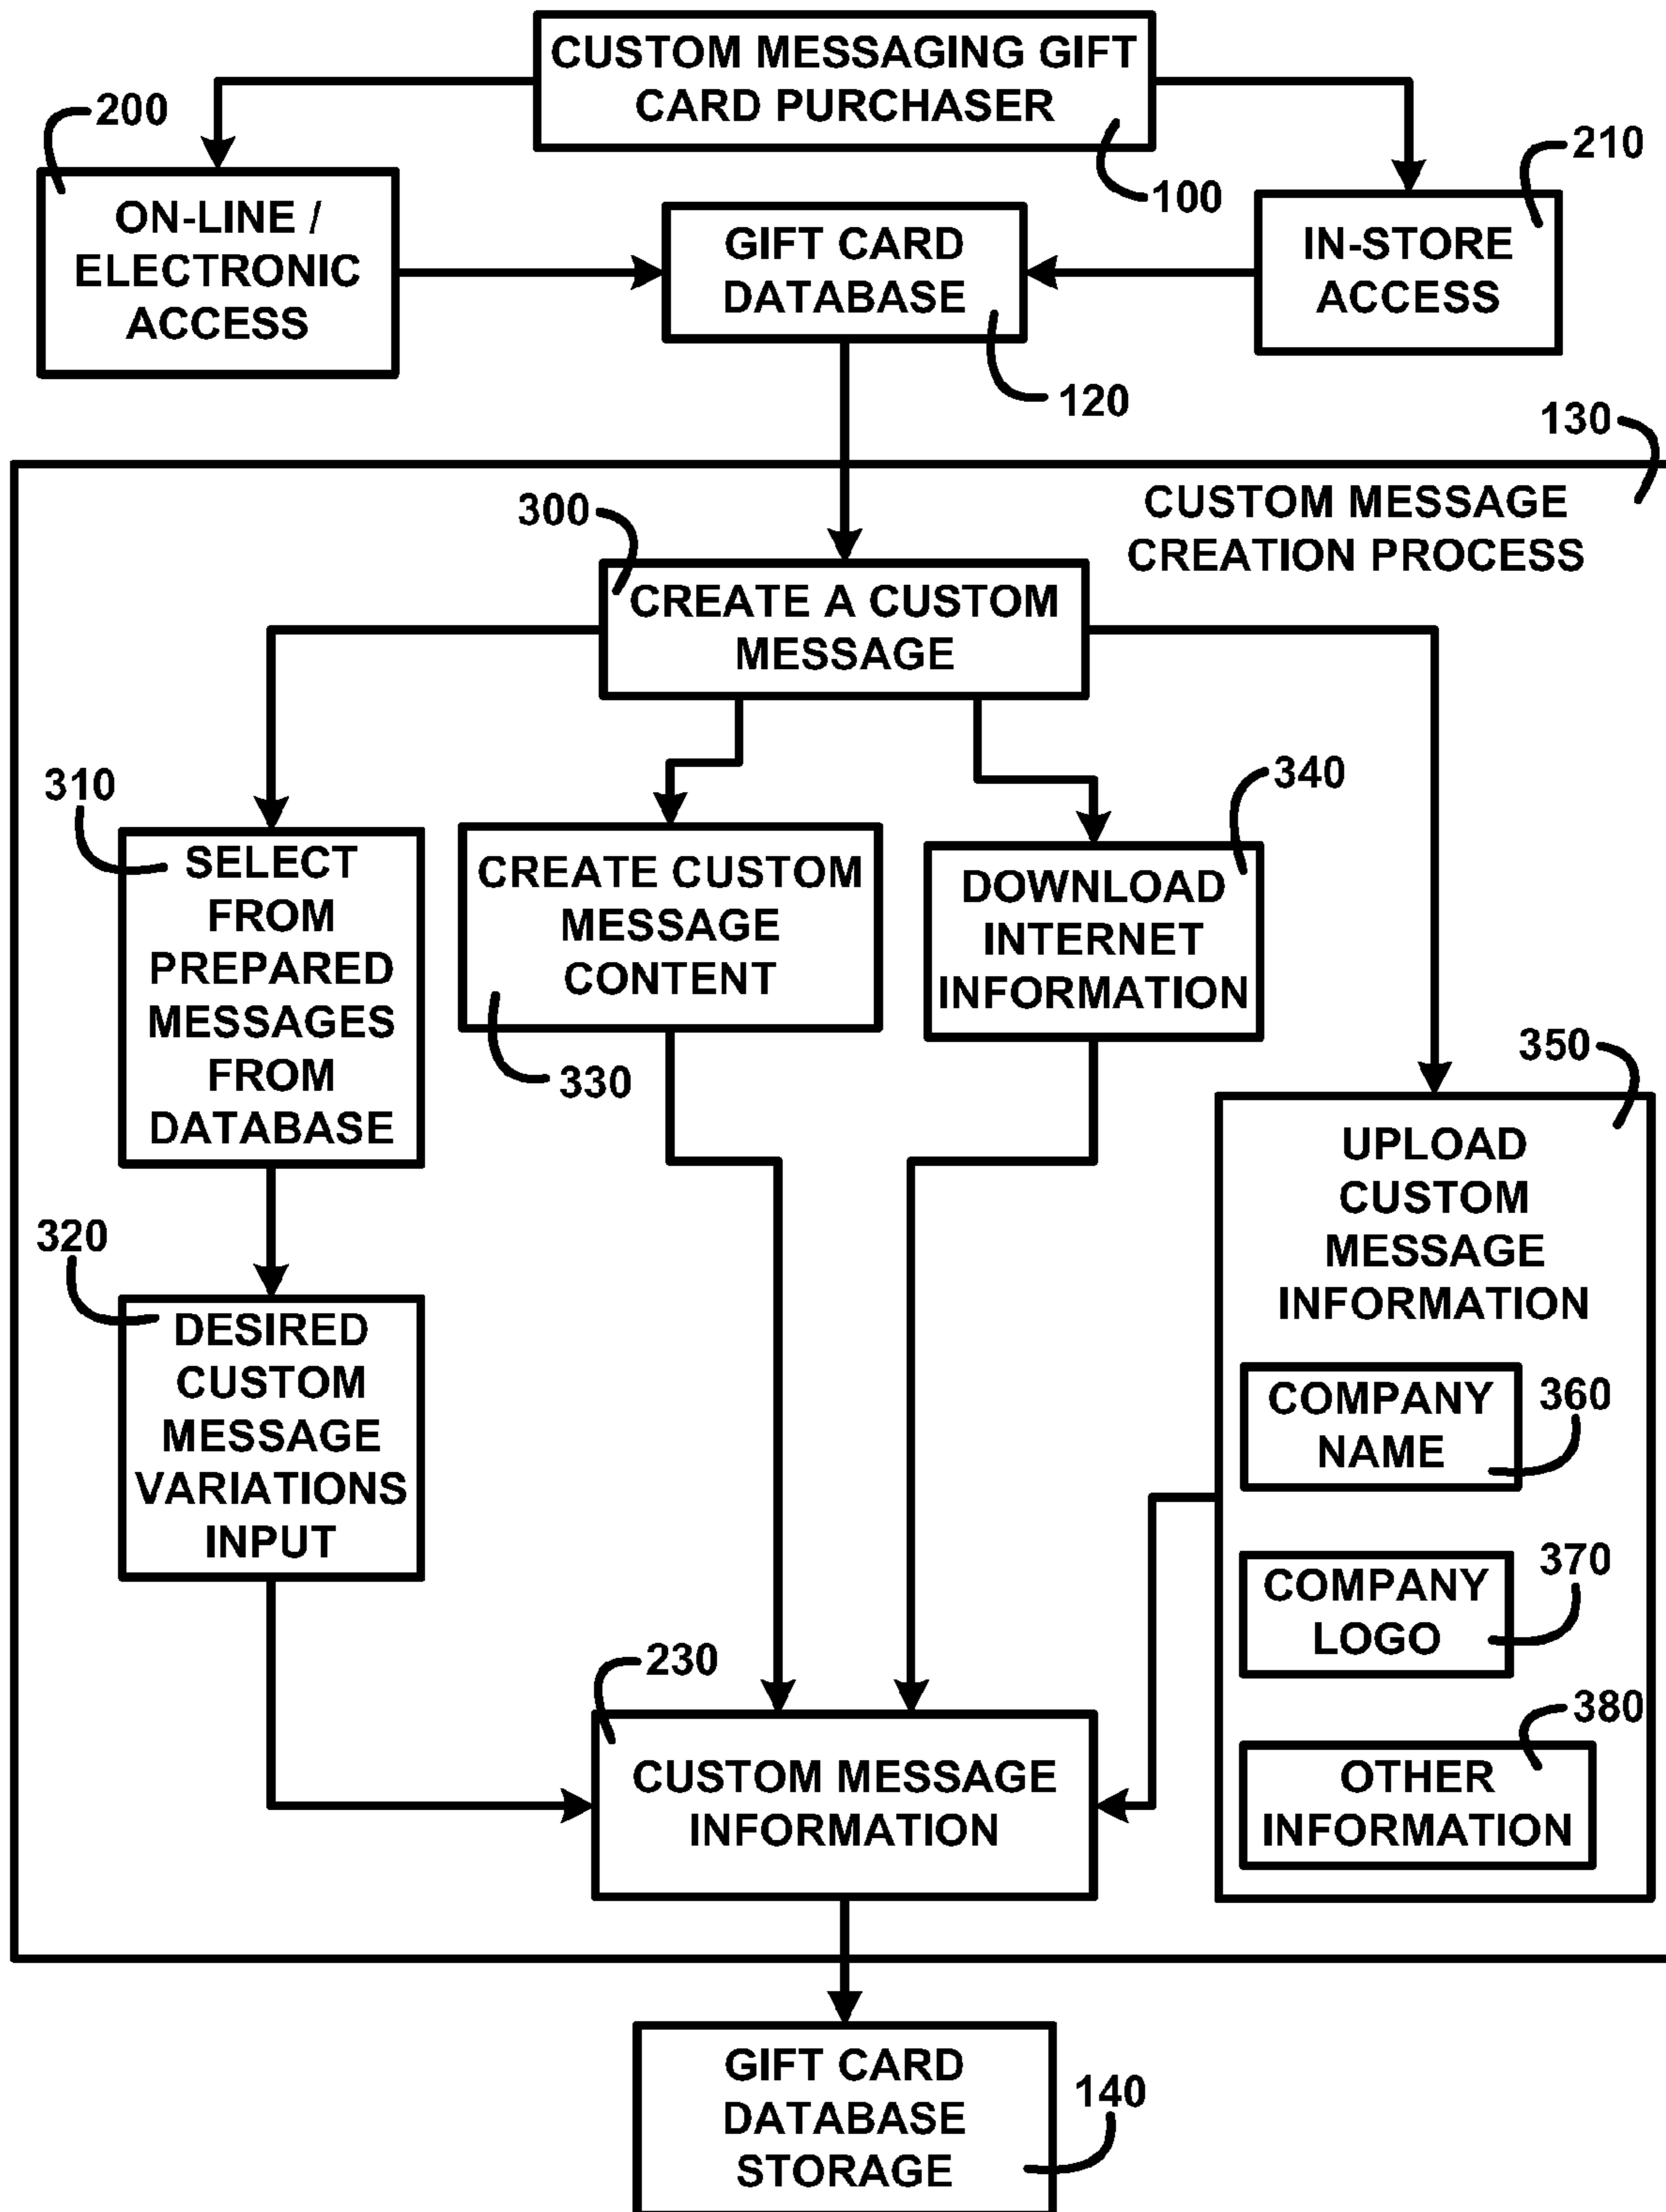 CUSTOM MESSAGING GIFT
CARD PURCHASER
100
200
ON-LINE /
ELECTRONIC
ACCESS
GIFT CARD
DATABASE
120
210
IN-STORE
ACCESS
130
CUSTOM MESSAGE
CREATION PROCESS
300
CREATE A CUSTOM
MESSAGE
310
SELECT
FROM
PREPARED
MESSAGES
FROM
DATABASE
CREATE CUSTOM
MESSAGE
CONTENT
330
340
DOWNLOAD
INTERNET
INFORMATION
350
UPLOAD
CUSTOM
MESSAGE
INFORMATION
320
DESIRED
CUSTOM
MESSAGE
VARIATIONS
INPUT
COMPANY
NAME
360
COMPANY
LOGO
370
380
OTHER
INFORMATION
230
CUSTOM MESSAGE
INFORMATION
GIFT CARD
DATABASE
STORAGE
140